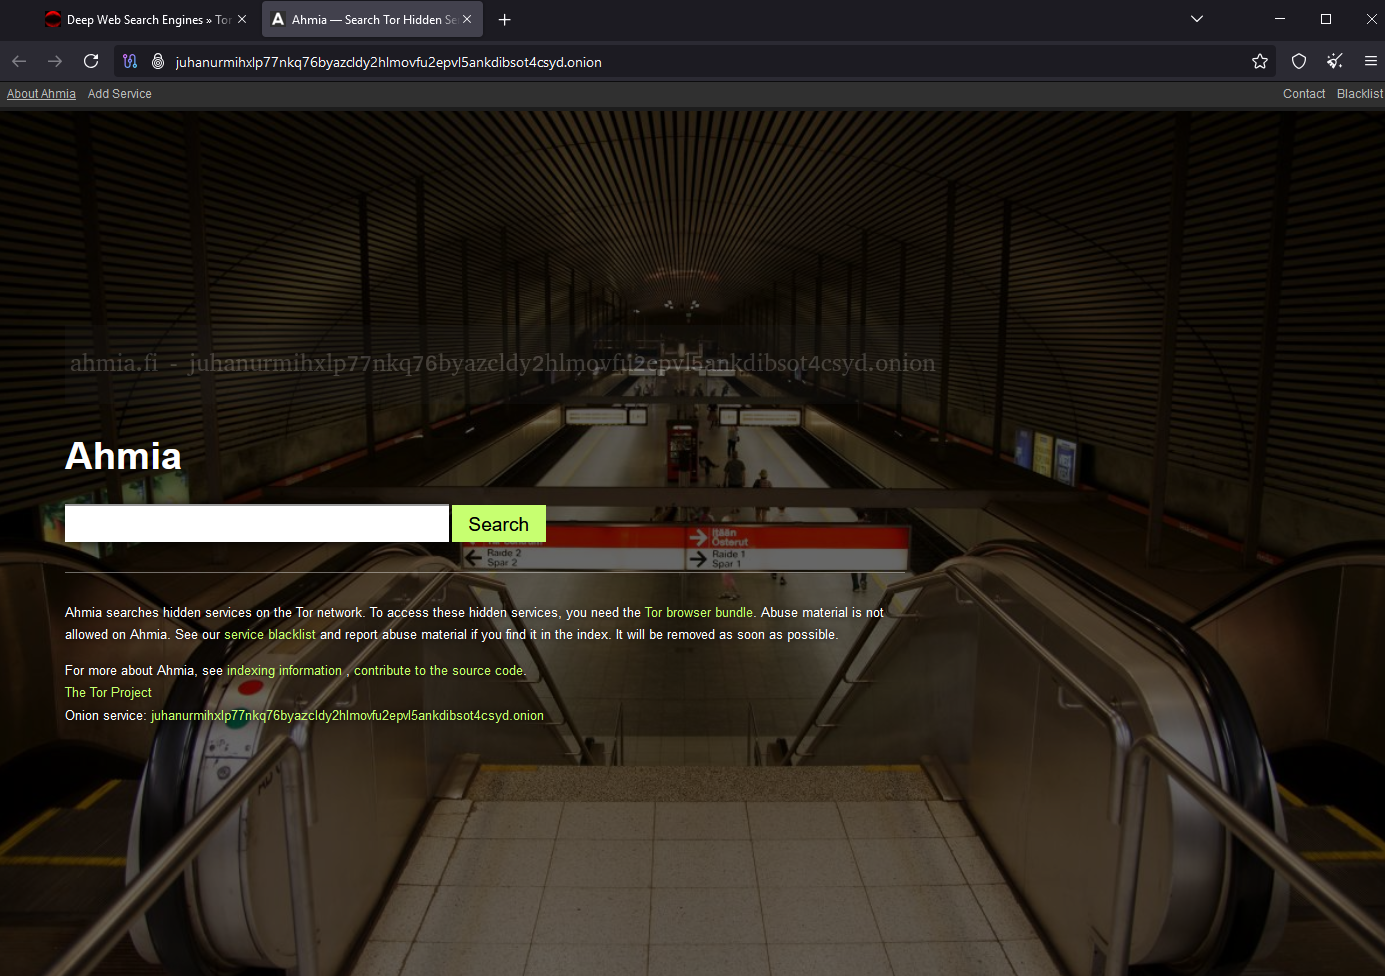 Deep Web Search Engines » Tor
Ahmia — Search Tor Hidden Se
juhanurmihxlp77nkq76byazcldy2hlmovfu2epvl5ankdibsot4csyd.onion
About Ahmia Add Service Contact Blacklist
ahmia.fi - juhanurmihxlp77nkq76byazcldy2hlmovfu2epvl5ankdibsot4csyd.onion
Ahmia
Search
Itään
Österut
Raide 2
Spar 2
Raide 1
Spar 1
Ahmia searches hidden services on the Tor network. To access these hidden services, you need the Tor browser bundle. Abuse material is not
allowed on Ahmia. See our service blacklist and report abuse material if you find it in the index. It will be removed as soon as possible.
For more about Ahmia, see indexing information , contribute to the source code.
The Tor Project
Onion service: juhanurmihxlp77nkq76byazcldy2hlmovfu2epvl5ankdibsot4csyd.onion